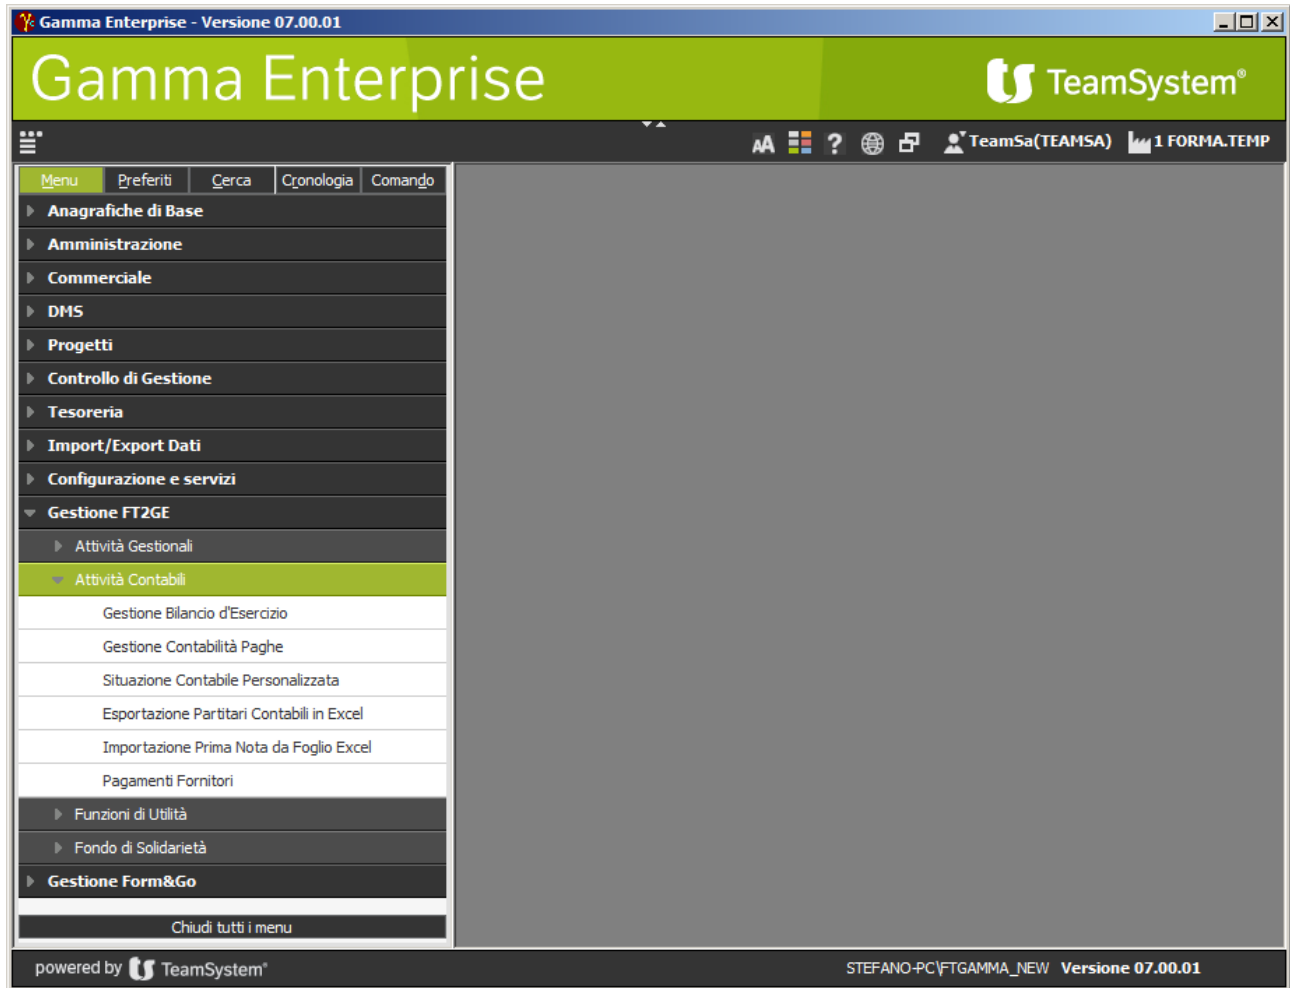 Gamma Enterprise - Versione 07.00.01
Gamma Enterprise
TeamSystem®
AA ? TeamSa(TEAMSA) 1 FORMA.TEMP
Menu Preferiti Cerca Cronologia Comando
Anagrafiche di Base
Amministrazione
Commerciale
DMS
Progetti
Controllo di Gestione
Tesoreria
Import/Export Dati
Configurazione e servizi
Gestione FT2GE
Attività Gestionali
Attività Contabili
Gestione Bilancio d'Esercizio
Gestione Contabilità Paghe
Situazione Contabile Personalizzata
Esportazione Partitari Contabili in Excel
Importazione Prima Nota da Foglio Excel
Pagamenti Fornitori
Funzioni di Utilità
Fondo di Solidarietà
Gestione Form&Go
Chiudi tutti i menu
powered by TeamSystem® STEFANO-PC\FTGAMMA_NEW Versione 07.00.01